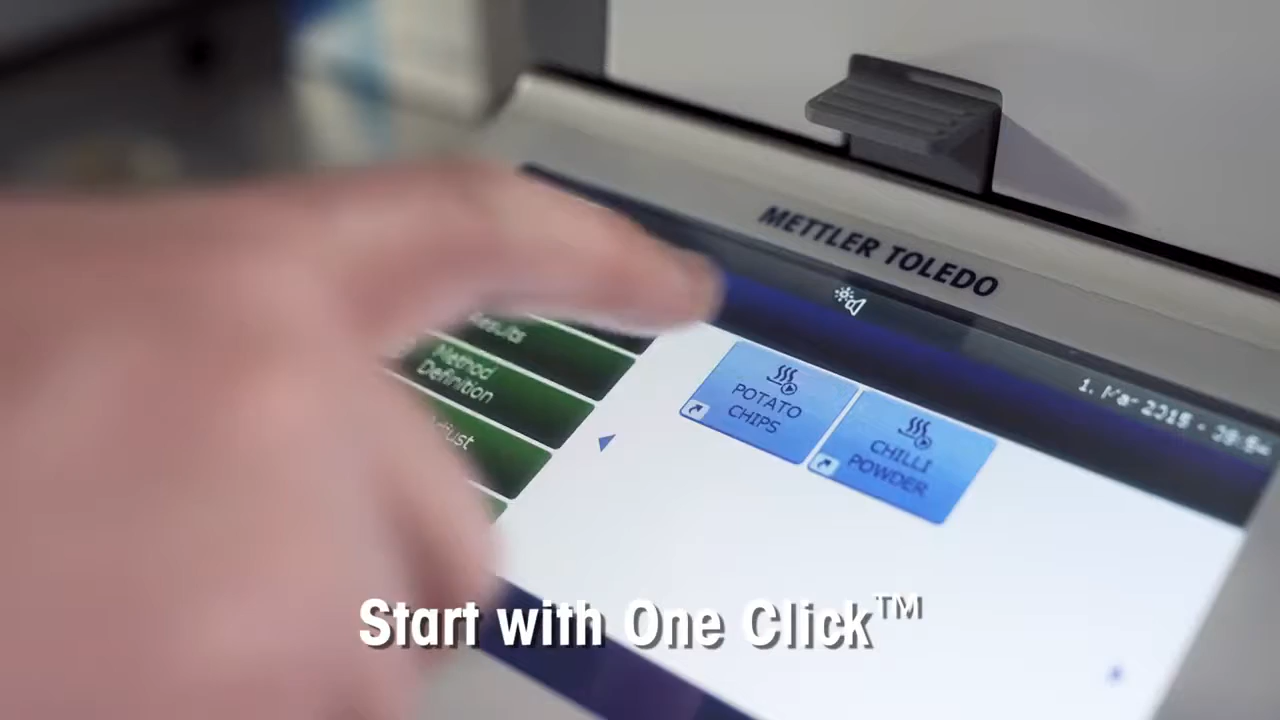 METTLER TOLEDO
Results
Method
Definition
POTATO
CHIPS
CHILLI
POWDER
Start with One Click™